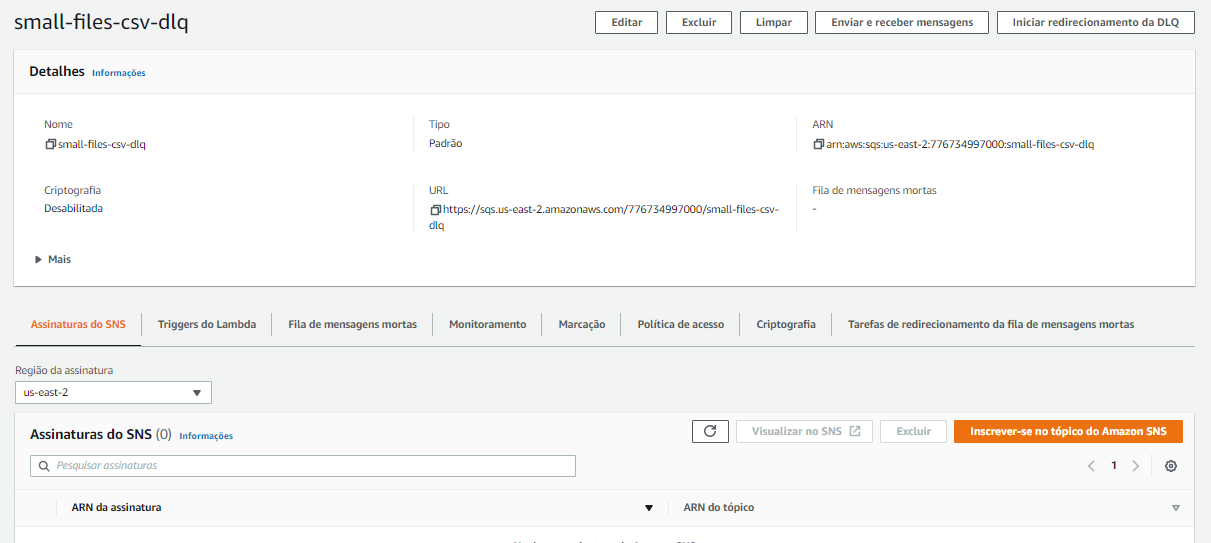 small-files-csv-dlq
Editar
Excluir
Limpar
Enviar e receber mensagens
Iniciar redirecionamento da DLQ
Detalhes Informações
Nome
small-files-csv-dlq
Tipo
Padrão
ARN
arn:aws:sqs:us-east-2:776734997000:small-files-csv-dlq
Criptografia
Desabilitada
URL
https://sqs.us-east-2.amazonaws.com/776734997000/small-files-csv-
dlq
Fila de mensagens mortas
-
Mais
Assinaturas do SNS
Triggers do Lambda
Fila de mensagens mortas
Monitoramento
Marcação
Política de acesso
Criptografia
Tarefas de redirecionamento da fila de mensagens mortas
Região da assinatura
us-east-2
Assinaturas do SNS (0) Informações
Visualizar no SNS
Excluir
Inscrever-se no tópico do Amazon SNS
Pesquisar assinaturas
1
ARN da assinatura
ARN do tópico